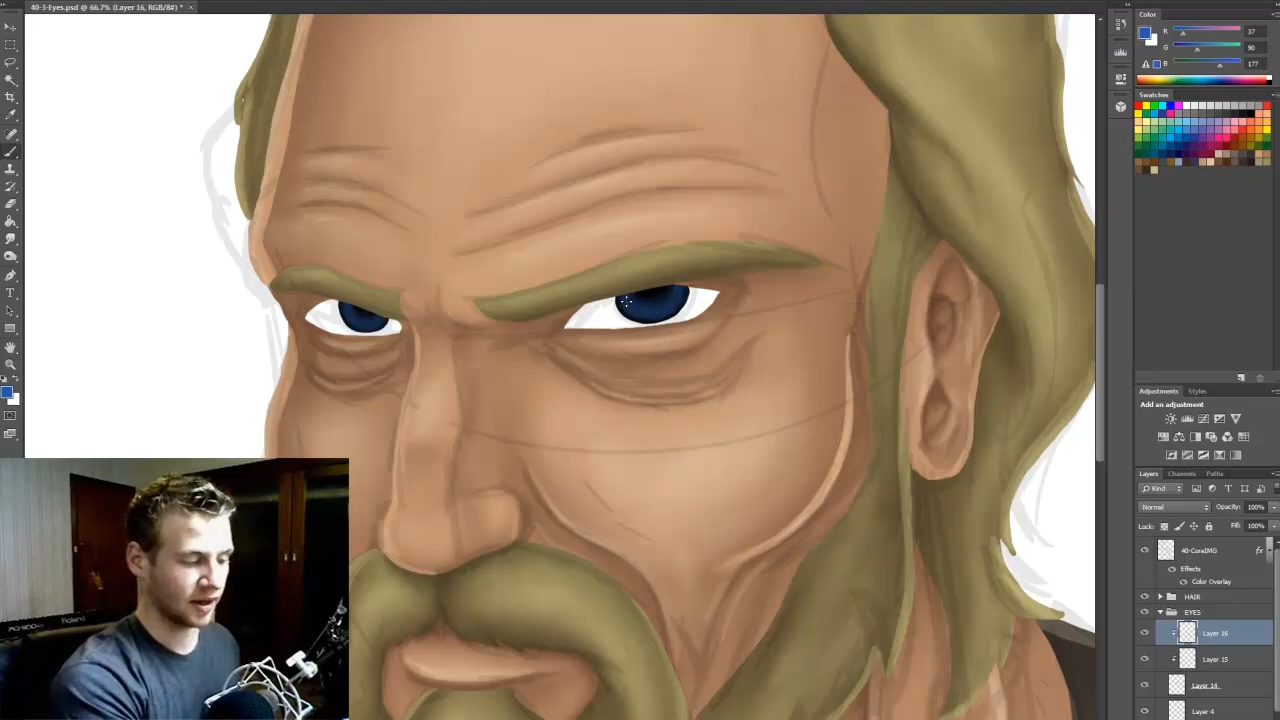 40-3-Eyes.psd @ 66.7% (Layer 16, RGB/8#) *
Color
R 37
G 90
B 177
Swatches
Adjustments Styles
Add an adjustment
Layers Channels Paths
Kind
Normal Opacity: 100%
Lock: Fill: 100%
40-CoreIMG fx
Effects
Color Overlay
HAIR
EYES
Layer 16
Layer 15
Layer 14
Layer 4
Roland